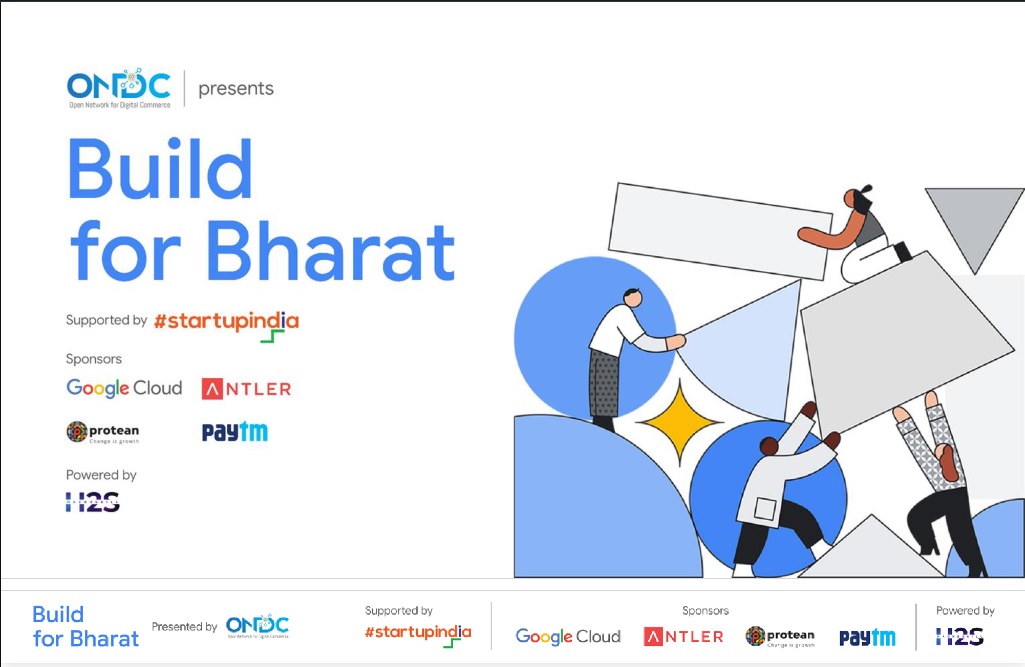 ONDC
Open Network for Digital Commerce
presents
Build
for Bharat
Supported by #startupindia
Sponsors
Google Cloud ANTLER
protean
Change is growth
paytm
Powered by
H2S
Build
for Bharat
Presented by ONDC
Open Network for Digital Commerce
Supported by
#startupindia
Sponsors
Google Cloud ANTLER protean
Change is growth
paytm
Powered by
H2S